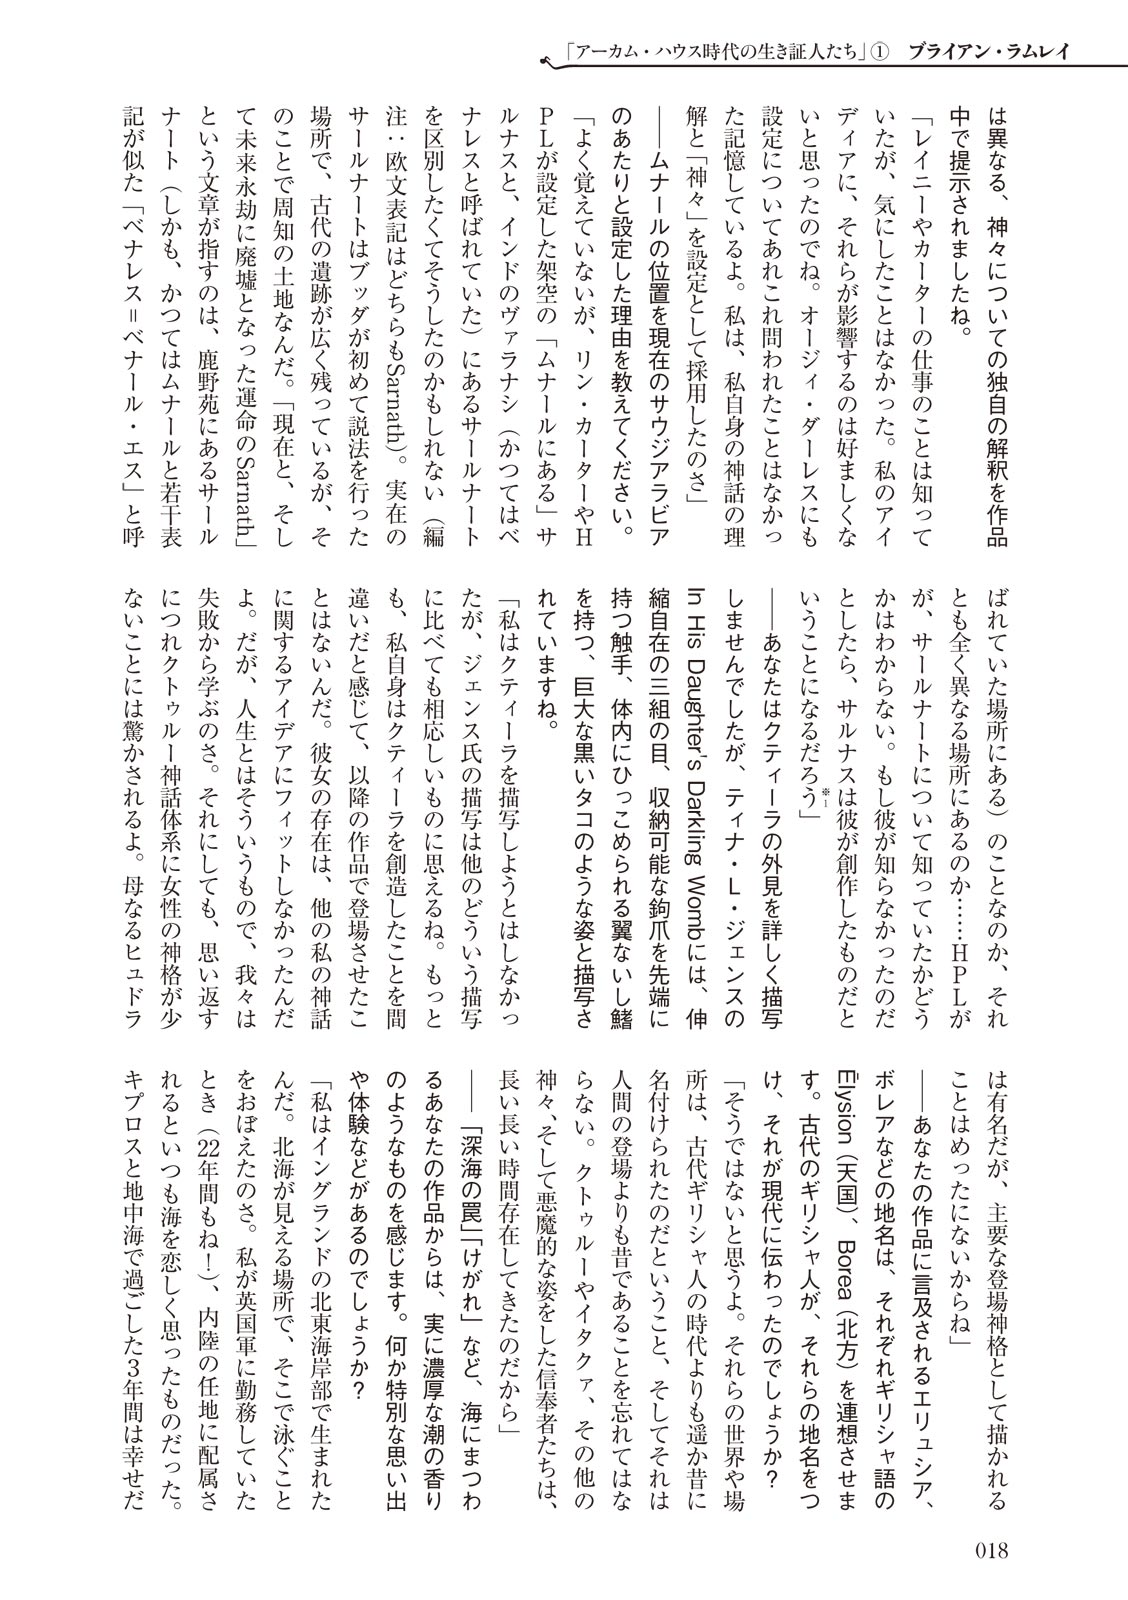 「アーカム・ハウス時代の生き証人たち」① ブライアン・ラムレイ
は異なる、神々についての独自の解釈を作品
中で提示されましたね。
「レイニーやカーターの仕事のことは知って
いたが、気にしたことはなかった。私のアイ
ディアに、それらが影響するのは好ましくな
いと思ったのでね。オージィ・ダーレスにも
設定についてあれこれ問われたことはなかっ
た記憶しているよ。私は、私自身の神話の理
解と「神々」を設定として採用したのさ」
――ムナールの位置を現在のサウジアラビア
のあたりと設定した理由を教えてください。
「よく覚えていないが、リン・カーターやH
PLが設定した架空の「ムナールにある」サ
ルナスと、インドのヴァラナシ（かつてはベ
ナレスと呼ばれていた）にあるサールナート
を区別したくてそうしたのかもしれない（編
注：欧文表記はどちらもSarnath）。実在の
サールナートはブッダが初めて説法を行った
場所で、古代の遺跡が広く残っているが、そ
のことで周知の土地なんだ。「現在と、そし
て未来永劫に廃墟となった運命のSarnath」
という文章が指すのは、鹿野苑にあるサール
ナート（しかも、かつてはムナールと若干表
記が似た「ベナレス＝ベナール・エス」と呼
ばれていた場所にある）のことなのか、それ
とも全く異なる場所にあるのか……HPLが
が、サールナートについて知っていたかどう
かはわからない。もし彼が知らなかったのだ
としたら、サルナスは彼が創作したものだと
いうことになるだろう※1」
――あなたはクティーラの外見を詳しく描写
しませんでしたが、ティナ・L・ジェンスの
In His Daughter's Darkling Wombには、伸
縮自在の三組の目、収納可能な鉤爪を先端に
持つ触手、体内にひっこめられる翼ないし鰭
を持つ、巨大な黒いタコのような姿と描写さ
れていますね。
「私はクティーラを描写しようとはしなかっ
たが、ジェンス氏の描写は他のどういう描写
に比べても相応しいものに思えるね。もっと
も、私自身はクティーラを創造したことを間
違いだと感じて、以降の作品で登場させたこ
とはないんだ。彼女の存在は、他の私の神話
に関するアイデアにフィットしなかったんだ
よ。だが、人生とはそういうもので、我々は
失敗から学ぶのさ。それにしても、思い返す
につれクトゥルー神話体系に女性の神格が少
ないことには驚かされるよ。母なるヒュドラ
は有名だが、主要な登場神格として描かれる
ことはめったにないからね」
――あなたの作品に言及されるエリュシア、
ボレアなどの地名は、それぞれギリシャ語の
Elysion（天国）、Borea（北方）を連想させま
す。古代のギリシャ人が、それらの地名をつ
け、それが現代に伝わったのでしょうか？
「そうではないと思うよ。それらの世界や場
所は、古代ギリシャ人の時代よりも遥か昔に
名付けられたのだということ、そしてそれは
人間の登場よりも昔であることを忘れてはな
らない。クトゥルーやイタクァ、その他の
神々、そして悪魔的な姿をした信奉者たちは、
長い長い時間存在してきたのだから」
――「深海の罠」「けがれ」など、海にまつわ
るあなたの作品からは、実に濃厚な潮の香り
のようなものを感じます。何か特別な思い出
や体験などがあるのでしょうか？
「私はイングランドの北東海岸部で生まれた
んだ。北海が見える場所で、そこで泳ぐこと
をおぼえたのさ。私が英国軍に勤務していた
とき（22年間もね！）、内陸の任地に配属さ
れるといつも海を恋しく思ったものだった。
キプロスと地中海で過ごした3年間は幸せだ
018